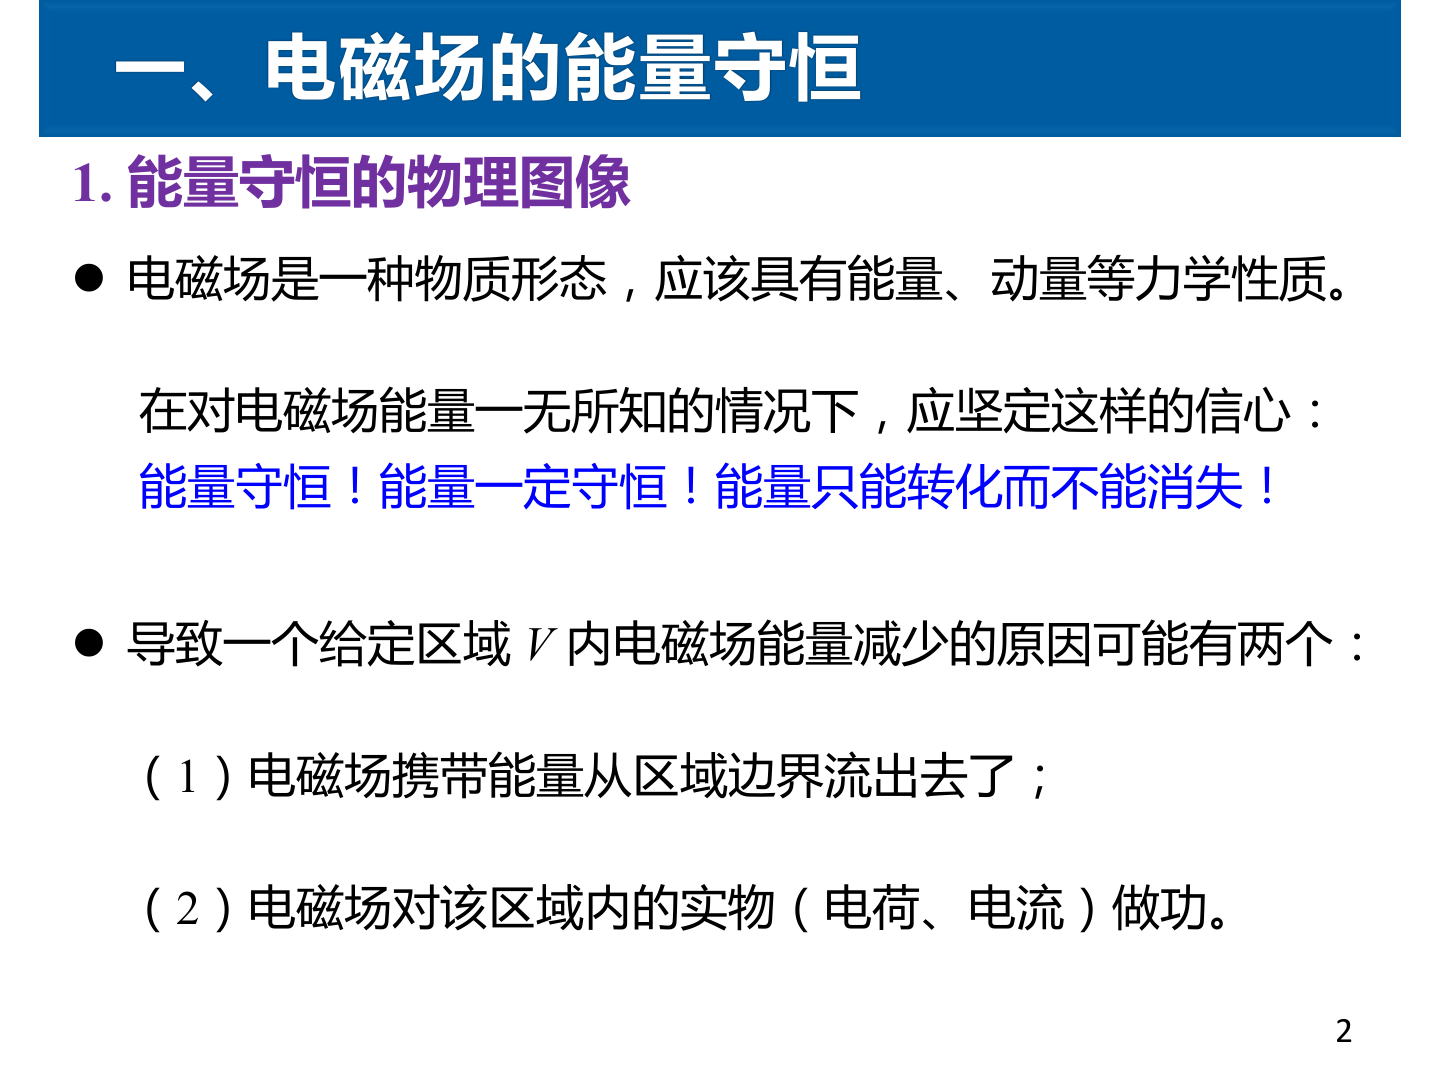 一、电磁场的能量守恒
1. 能量守恒的物理图像
● 电磁场是一种物质形态，应该具有能量、动量等力学性质。
在对电磁场能量一无所知的情况下，应坚定这样的信心：
能量守恒！能量一定守恒！能量只能转化而不能消失！
● 导致一个给定区域 V 内电磁场能量减少的原因可能有两个：
（1）电磁场携带能量从区域边界流出去了；
（2）电磁场对该区域内的实物（电荷、电流）做功。
2